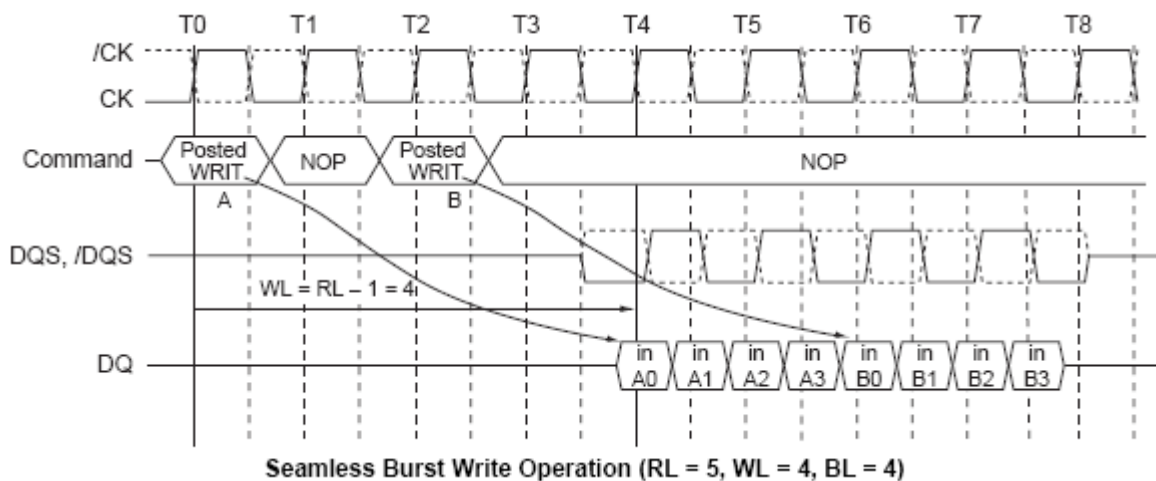 T0 T1 T2 T3 T4 T5 T6 T7 T8
/CK
CK
Command
Posted
WRIT
NOP
Posted
WRIT
NOP
A
B
DQS, /DQS
WL = RL – 1 = 4
DQ
in
A0
in
A1
in
A2
in
A3
in
B0
in
B1
in
B2
in
B3
Seamless Burst Write Operation (RL = 5, WL = 4, BL = 4)